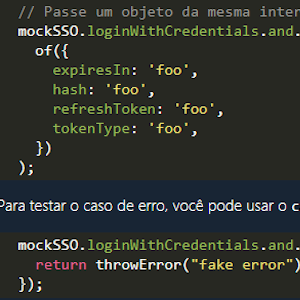 // Passe um objeto da mesma inter
mockSSO.loginWithCredentials.and.
of({
expiresIn: 'foo',
hash: 'foo',
refreshToken: 'foo',
tokenType: 'foo',
})
);
Para testar o caso de erro, você pode usar o c
mockSSO.loginWithCredentials.and.
return throwError("fake error")
});